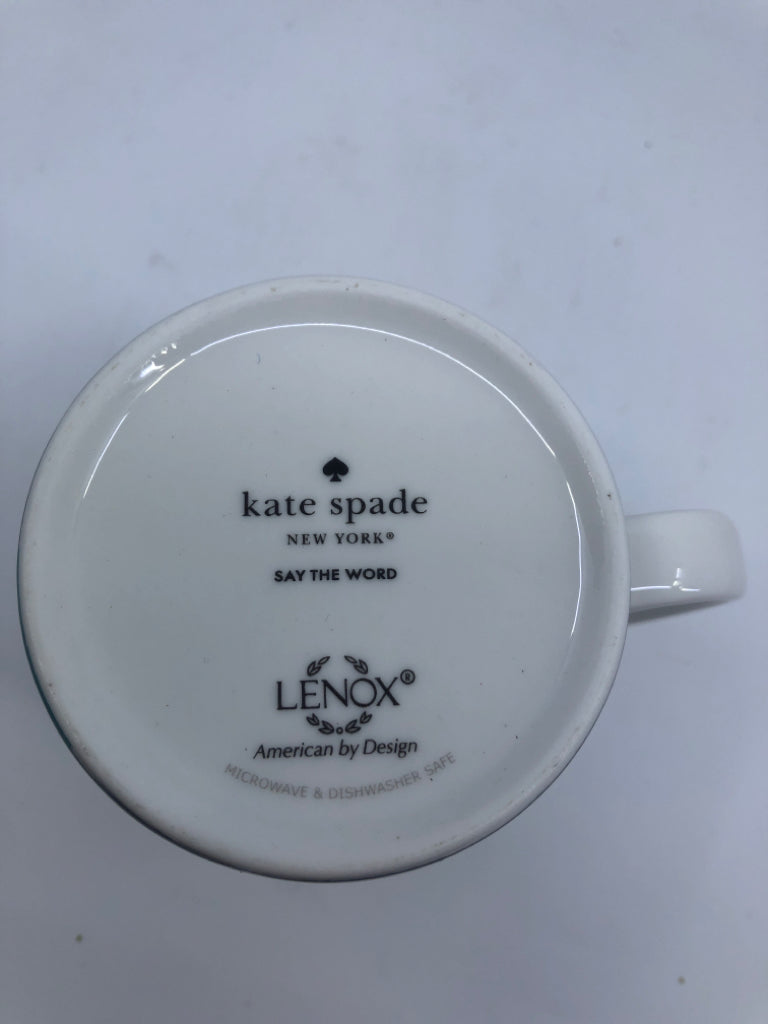 kate spade
NEW YORK®
SAY THE WORD
LENOX®
American by Design
MICROWAVE & DISHWASHER SAFE